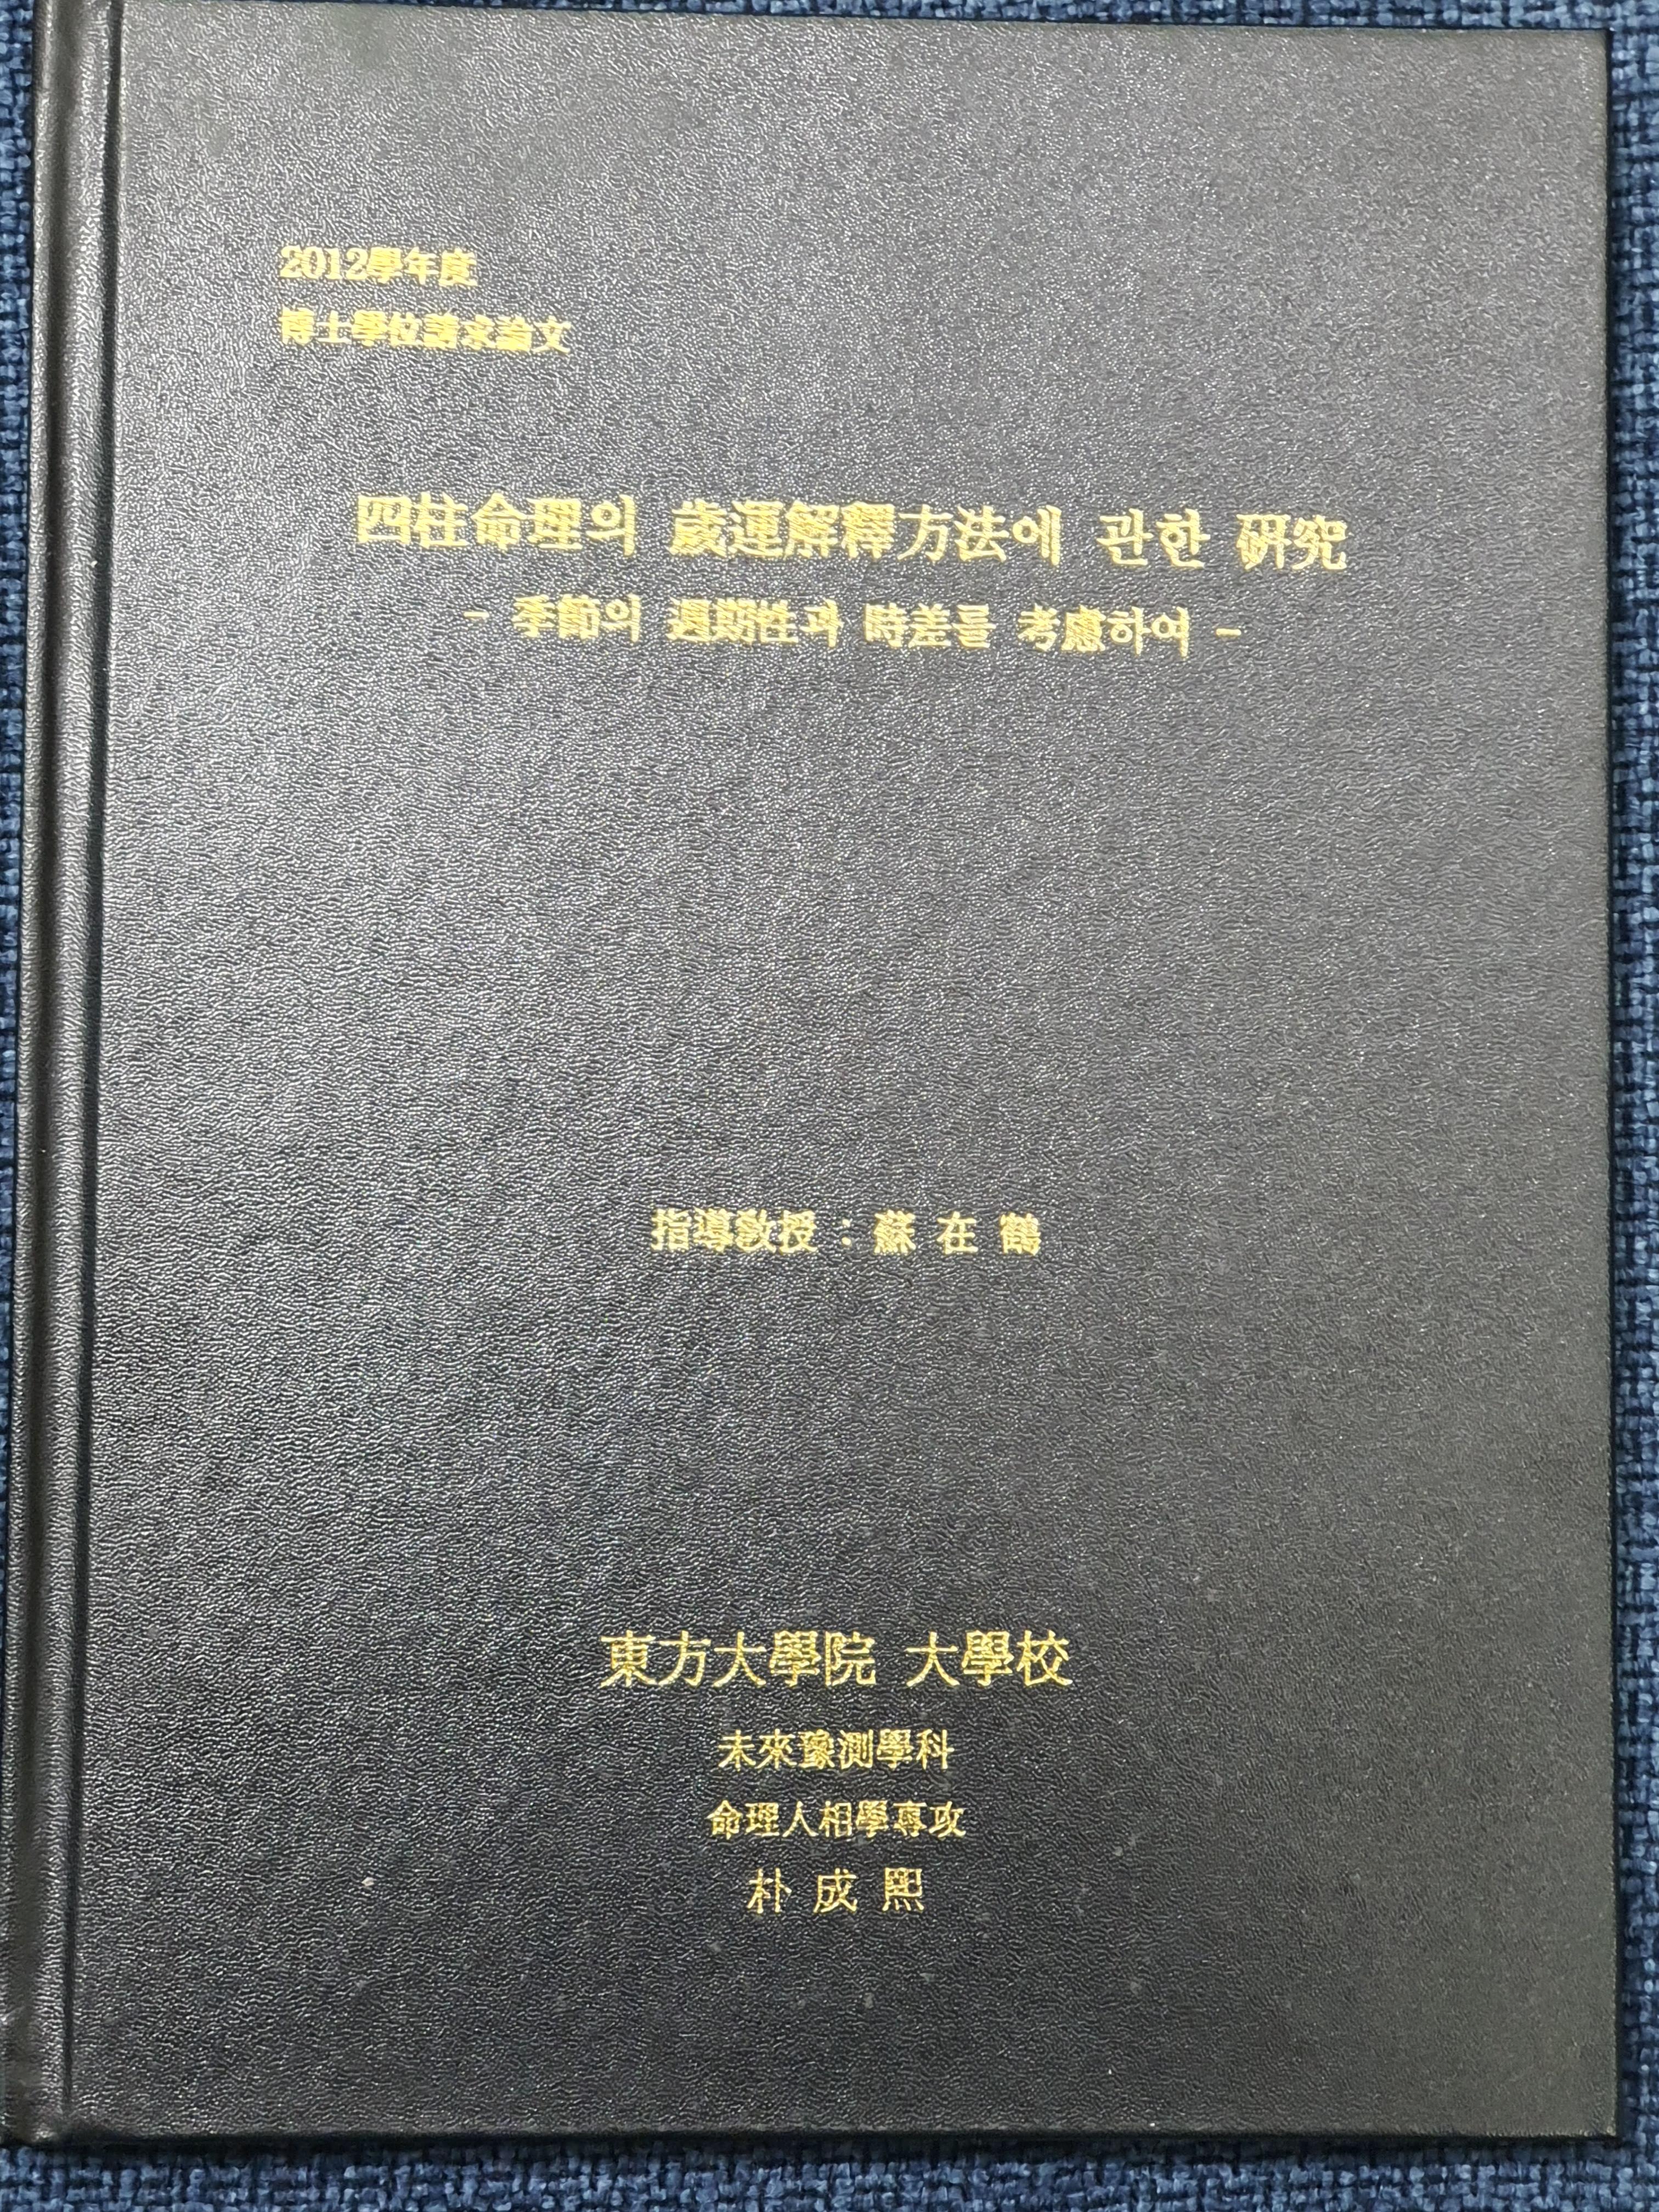 2012學年度
博士學位請求論文
四柱命理의 歲運解釋方法에 관한 硏究
- 季節의 週期性과 時差를 考慮하여 -
指導敎授 : 蘇 在 鶴
東方大學院 大學校
未來豫測學科
命理人相學專攻
朴 成 熙